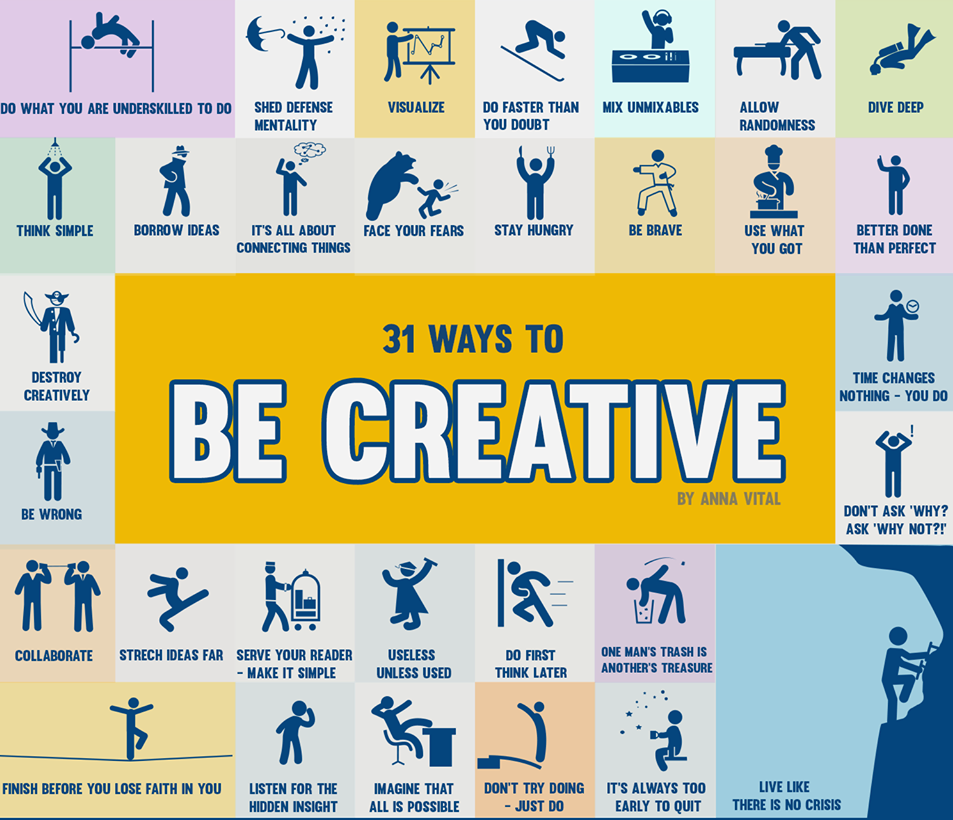 DO WHAT YOU ARE UNDERSKILLED TO DO
SHED DEFENSE
MENTALITY
VISUALIZE
DO FASTER THAN
YOU DOUBT
MIX UNMIXABLES
ALLOW
RANDOMNESS
DIVE DEEP
THINK SIMPLE
BORROW IDEAS
IT'S ALL ABOUT
CONNECTING THINGS
FACE YOUR FEARS
STAY HUNGRY
BE BRAVE
USE WHAT
YOU GOT
BETTER DONE
THAN PERFECT
DESTROY
CREATIVELY
31 WAYS TO
BE CREATIVE
BY ANNA VITAL
TIME CHANGES
NOTHING - YOU DO
BE WRONG
!
DON'T ASK 'WHY?
ASK 'WHY NOT?!'
COLLABORATE
STRECH IDEAS FAR
SERVE YOUR READER
- MAKE IT SIMPLE
USELESS
UNLESS USED
DO FIRST
THINK LATER
ONE MAN'S TRASH IS
ANOTHER'S TREASURE
FINISH BEFORE YOU LOSE FAITH IN YOU
LISTEN FOR THE
HIDDEN INSIGHT
IMAGINE THAT
ALL IS POSSIBLE
DON'T TRY DOING
- JUST DO
IT'S ALWAYS TOO
EARLY TO QUIT
LIVE LIKE
THERE IS NO CRISIS